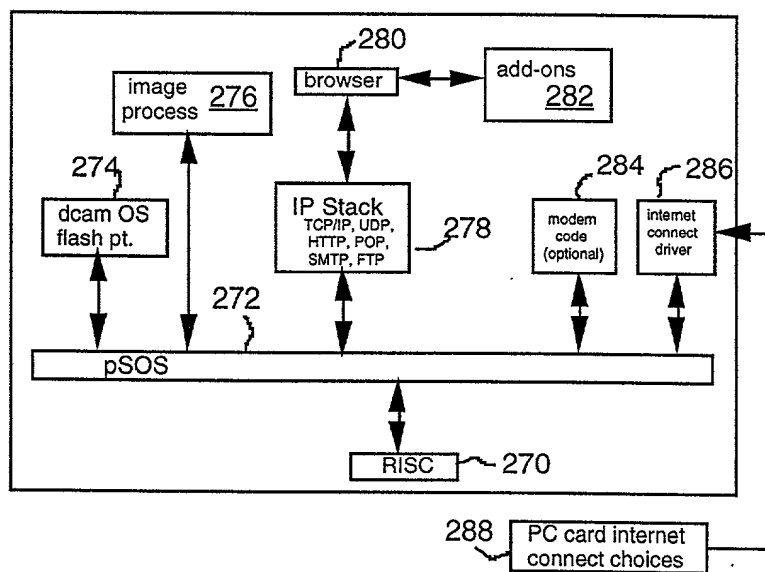 280
browser
add-ons
282
image
process 276
274
dcam OS
flash pt.
IP Stack
TCP/IP, UDP,
HTTP, POP,
SMTP, FTP
278
284
modem
code
(optional)
286
internet
connect
driver
272
pSOS
RISC
270
288
PC card internet
connect choices